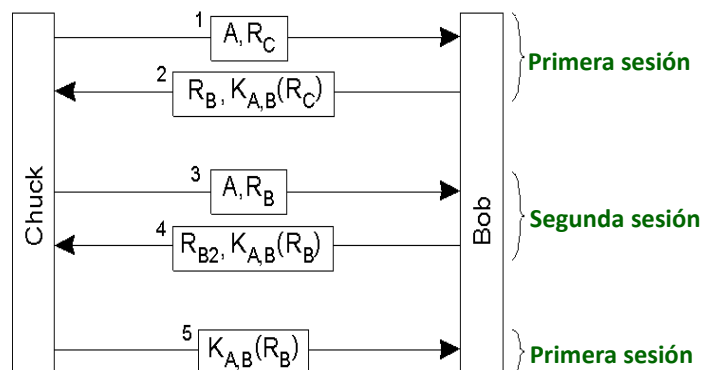 1 A,R_C
Primera sesión
2 R_B, K_A,B(R_C)
Chuck
Bob
3 A,R_B
Segunda sesión
4 R_B2, K_A,B(R_B)
5 K_A,B(R_B)
Primera sesión